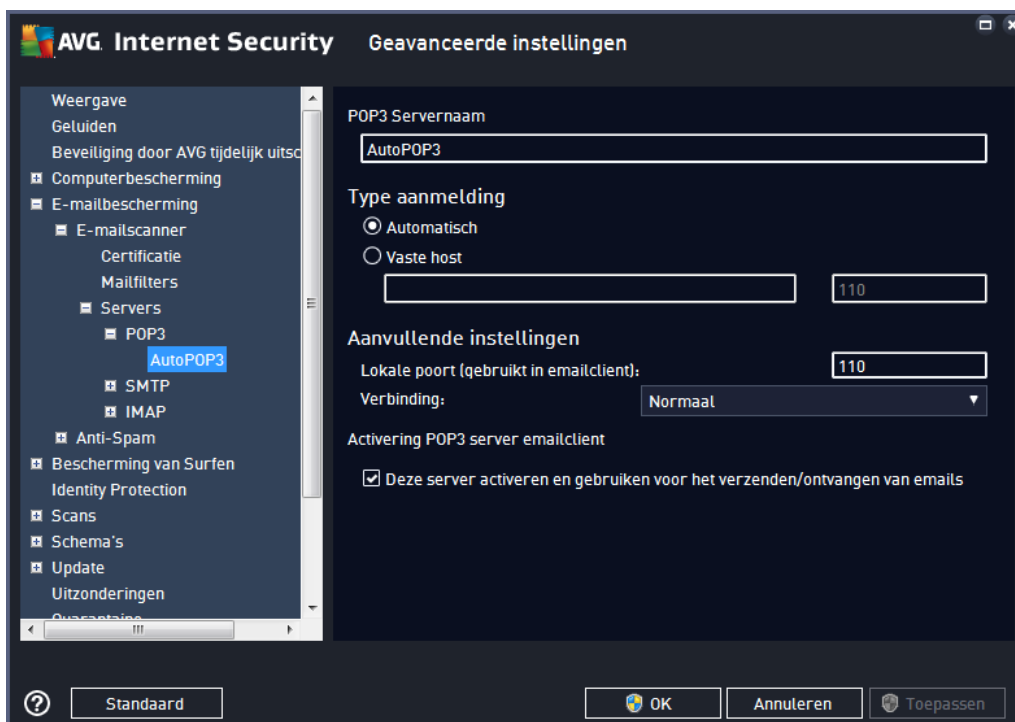 AVG. Internet Security Geavanceerde instellingen
Weergave
Geluiden
Beveiliging door AVG tijdelijk uitsc
Computerbescherming
E-mailbescherming
E-mailscanner
Certificatie
Mailfilters
Servers
POP3
AutoPOP3
SMTP
IMAP
Anti-Spam
Bescherming van Surfen
Identity Protection
Scans
Schema's
Update
Uitzonderingen
Quarantaine
POP3 Servernaam
AutoPOP3
Type aanmelding
Automatisch
Vaste host
110
Aanvullende instellingen
Lokale poort (gebruikt in emailclient): 110
Verbinding: Normaal
Activering POP3 server emailclient
Deze server activeren en gebruiken voor het verzenden/ontvangen van emails
Standaard OK Annuleren Toepassen